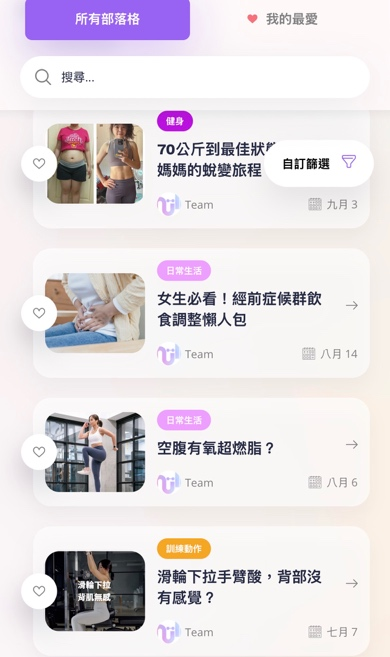 所有部落格
我的最愛
搜尋...
健身
70公斤到最佳狀
媽媽的蛻變旅程
自訂篩選
Team
九月 3
日常生活
女生必看！經前症候群飲
食調整懶人包
Team
八月 14
日常生活
空腹有氧超燃脂？
Team
八月 6
訓練動作
滑輪下拉手臂酸，背部沒
有感覺？
滑輪下拉
背肌無感
Team
七月 7